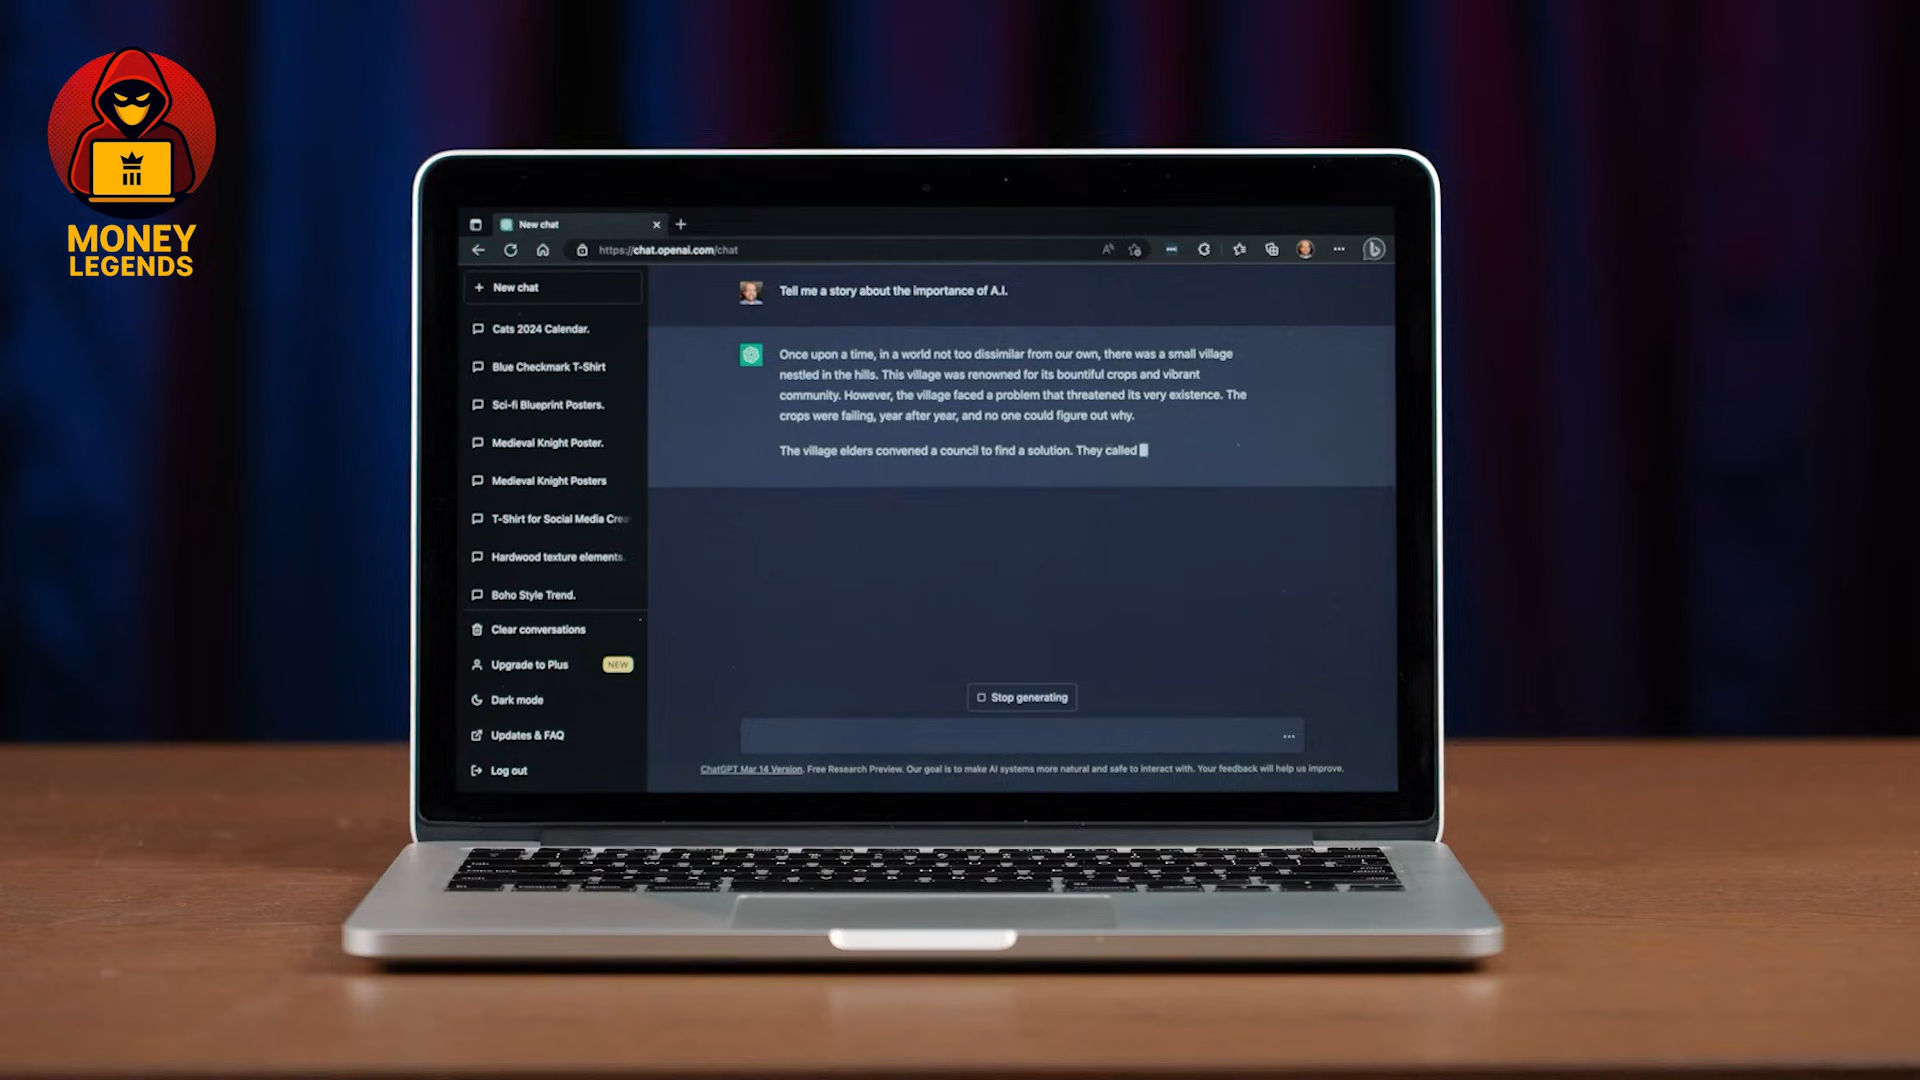 MONEY
LEGENDS
New chat
https://chat.openai.com/chat
New chat
Cats 2024 Calendar.
Blue Checkmark T-Shirt
Sci-fi Blueprint Posters.
Medieval Knight Poster.
Medieval Knight Posters
T-Shirt for Social Media Crea
Hardwood texture elements.
Boho Style Trend.
Clear conversations
Upgrade to Plus NEW
Dark mode
Updates & FAQ
Log out
Tell me a story about the importance of A.I.
Once upon a time, in a world not too dissimilar from our own, there was a small village
nestled in the hills. This village was renowned for its bountiful crops and vibrant
community. However, the village faced a problem that threatened its very existence. The
crops were failing, year after year, and no one could figure out why.
The village elders convened a council to find a solution. They called
Stop generating
ChatGPT Mar 14 Version. Free Research Preview. Our goal is to make AI systems more natural and safe to interact with. Your feedback will help us improve.